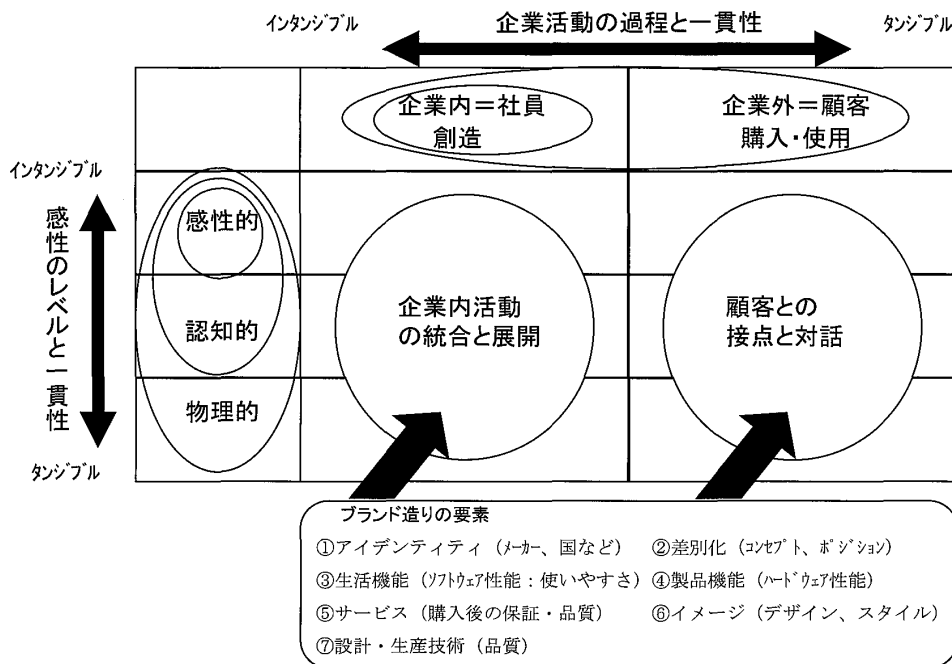 インタンジブル 企業活動の過程と一貫性 タンジブル
企業内＝社員
創造
企業外＝顧客
購入・使用
インタンジブル
感性のレベルと一貫性
タンジブル
感性的
認知的
物理的
企業内活動
の統合と展開
顧客との
接点と対話
ブランド造りの要素
①アイデンティティ（メーカー、国など） ②差別化（コンセプト、ポジション）
③生活機能（ソフトウェア性能：使いやすさ） ④製品機能（ハードウェア性能）
⑤サービス（購入後の保証・品質） ⑥イメージ（デザイン、スタイル）
⑦設計・生産技術（品質）